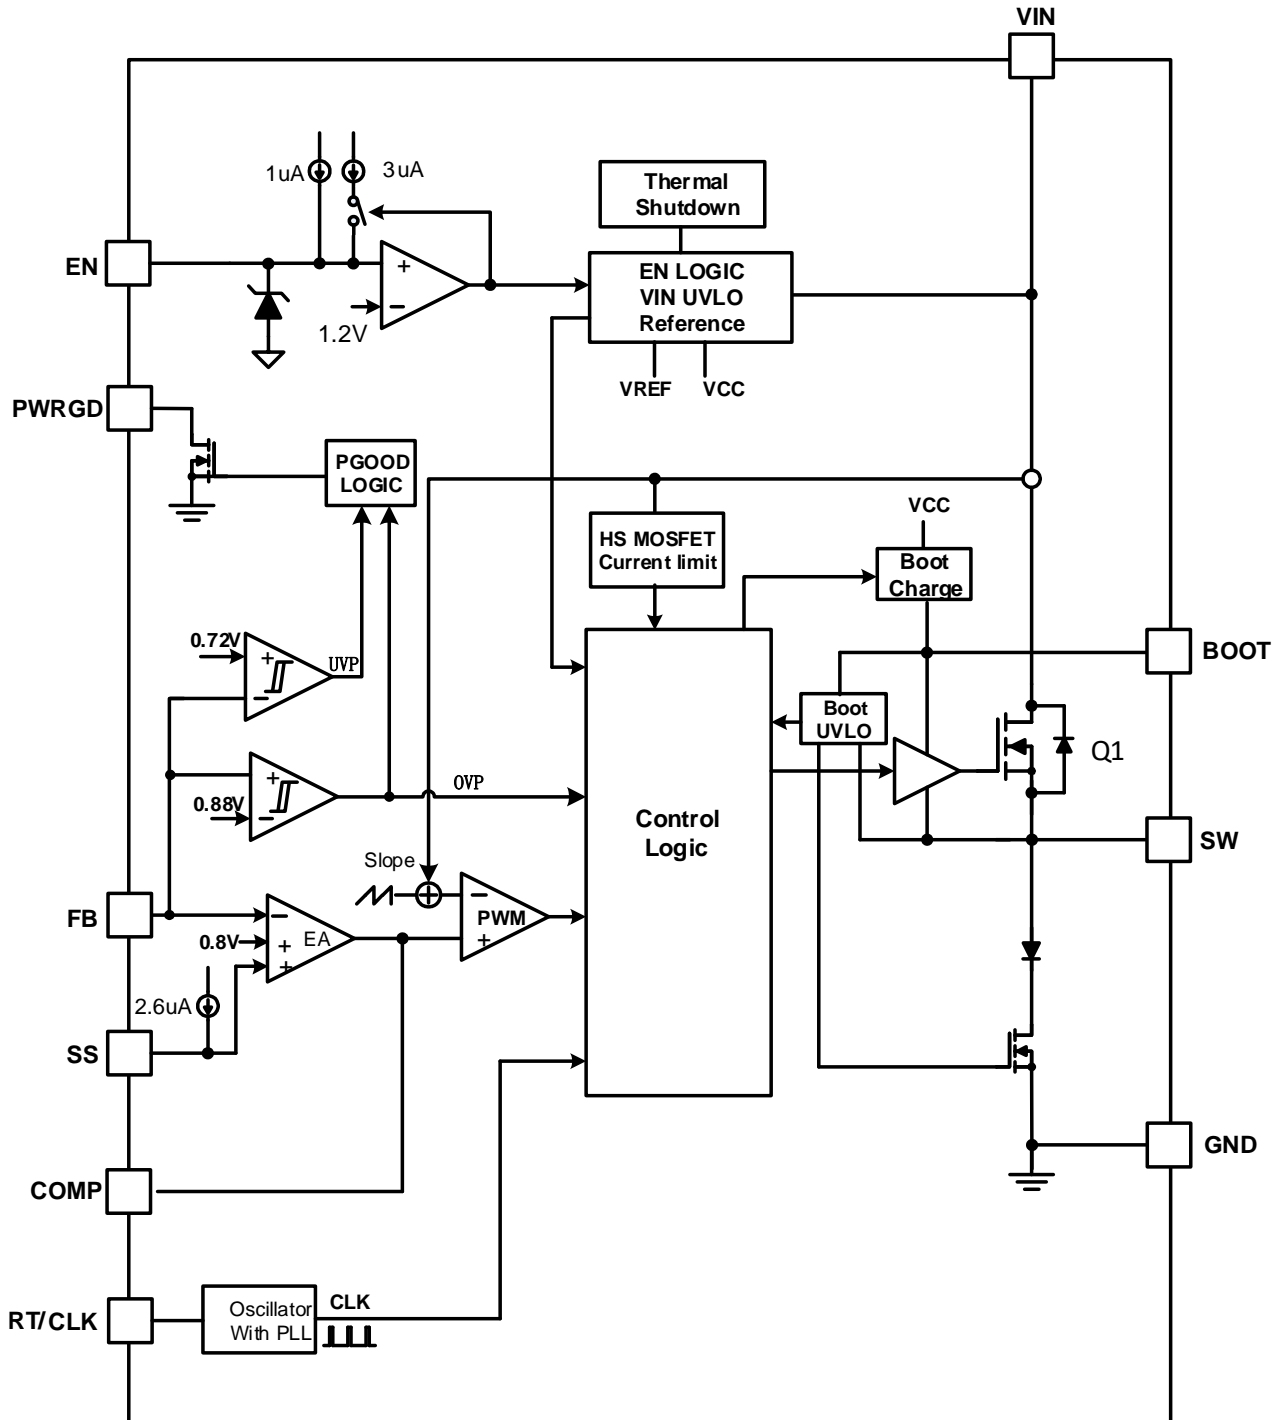 VIN
1uA
3uA
Thermal
Shutdown
EN
EN LOGIC
VIN UVLO
Reference
1.2V
VREF
VCC
PWRGD
PGOOD
LOGIC
VCC
HS MOSFET
Current limit
Boot
Charge
0.72V
+
UVP
−
BOOT
Boot
UVLO
Q1
+
OVP
0.88V
−
Control
Logic
SW
Slope
FB
−
0.8V
+
EA
+
−
PWM
+
2.6uA
SS
GND
COMP
RT/CLK
Oscillator
With PLL
CLK